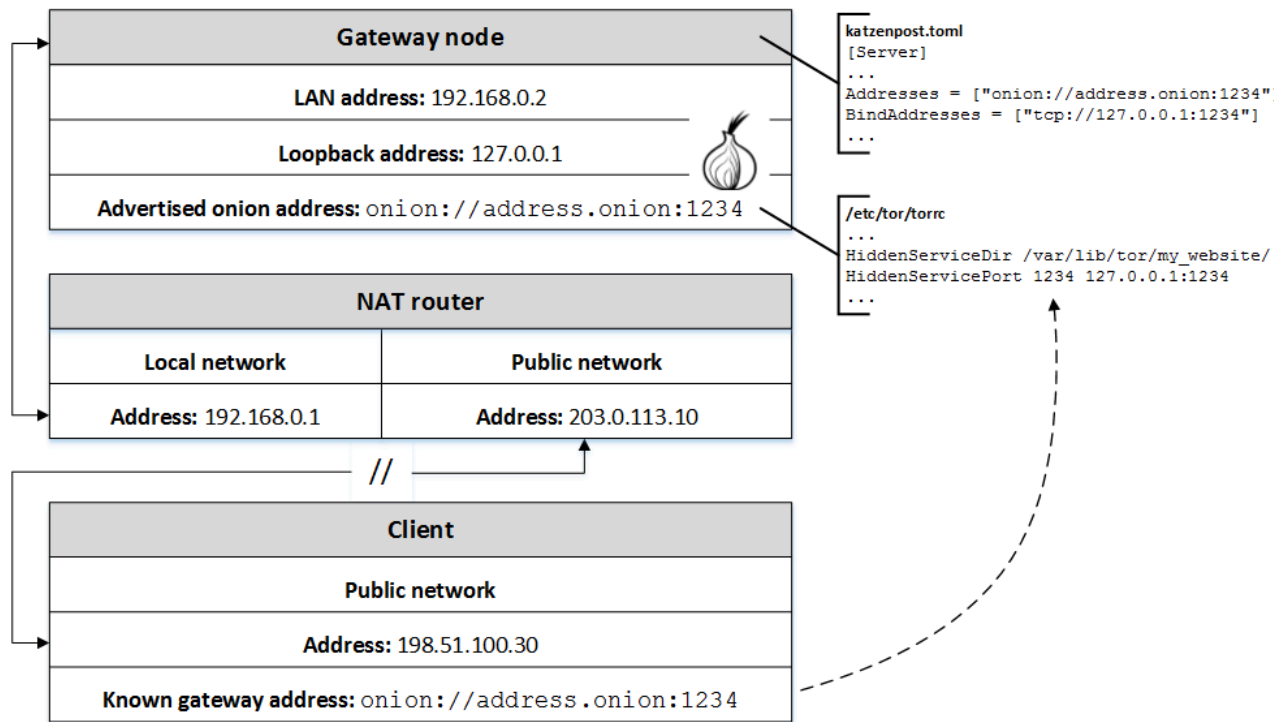 Gateway node
LAN address: 192.168.0.2
Loopback address: 127.0.0.1
Advertised onion address: onion://address.onion:1234
katzenpost.toml
[Server]
...
Addresses = ["onion://address.onion:1234"]
BindAddresses = ["tcp://127.0.0.1:1234"]
...
/etc/tor/torrc
...
HiddenServiceDir /var/lib/tor/my_website/
HiddenServicePort 1234 127.0.0.1:1234
...
NAT router
Local network
Public network
Address: 192.168.0.1
Address: 203.0.113.10
//
Client
Public network
Address: 198.51.100.30
Known gateway address: onion://address.onion:1234